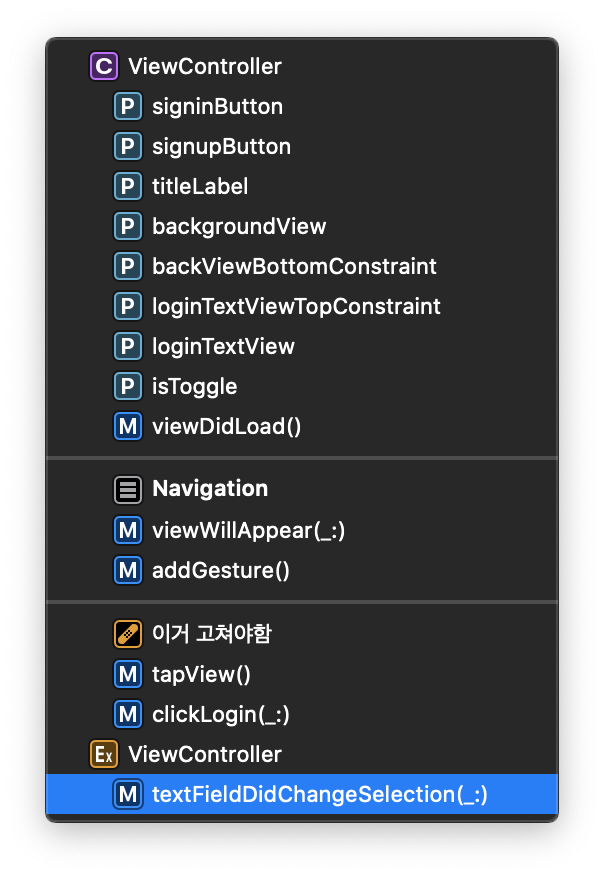 C ViewController
P signinButton
P signupButton
P titleLabel
P backgroundView
P backViewBottomConstraint
P loginTextViewTopConstraint
P loginTextView
P isToggle
M viewDidLoad()
Navigation
M viewWillAppear(_:)
M addGesture()
이거 고쳐야함
M tapView()
M clickLogin(_:)
Ex ViewController
M textFieldDidChangeSelection(_:)